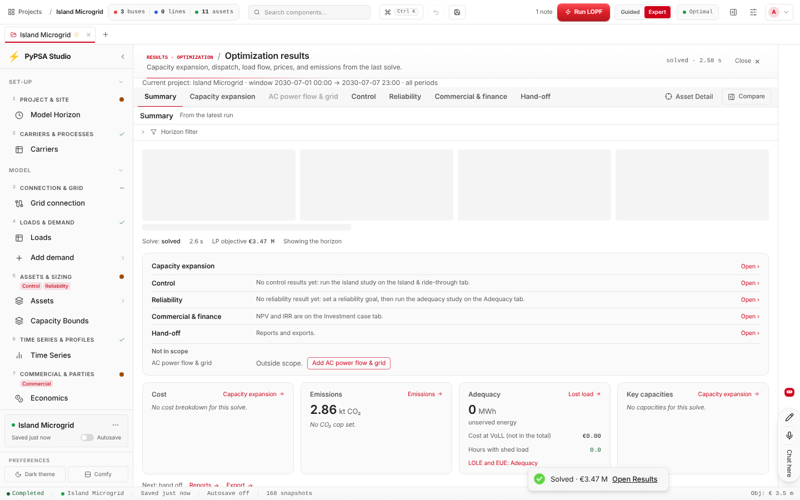 Projects
3 buses
0 lines
11 assets
Search components...
Ctrl K
1 note
Run LOPF
Guided
Expert
Optimal
A
Island Microgrid
PyPSA Studio
SET-UP
1 PROJECT & SITE
Model Horizon
2 CARRIERS & PROCESSES
Carriers
MODEL
3 CONNECTION & GRID
Grid connection
4 LOADS & DEMAND
Loads
Add demand
5 ASSETS & SIZING
Control
Reliability
Assets
Capacity Bounds
6 TIME SERIES & PROFILES
Time Series
7 COMMERCIAL & PARTIES
Commercial
Economics
Island Microgrid
Saved just now
Autosave
PREFERENCES
Dark theme
Comfy
RESULTS · OPTIMIZATION / Optimization results
Capacity expansion, dispatch, load flow, prices, and emissions from the last solve.
solved · 2.58 s
Close ×
Current project: Island Microgrid · window 2030-07-01 00:00 → 2030-07-07 23:00 · all periods
Summary
Capacity expansion
AC power flow & grid
Control
Reliability
Commercial & finance
Hand-off
Asset Detail
Compare
Summary From the latest run
Horizon filter
Solve: solved 2.6 s LP objective €3.47 M Showing the horizon
Capacity expansion Open ›
Control No control results yet: run the island study on the Island & ride-through tab. Open ›
Reliability No reliability result yet: set a reliability goal, then run the adequacy study on the Adequacy tab. Open ›
Commercial & finance NPV and IRR are on the Investment case tab. Open ›
Hand-off Reports and exports. Open ›
Not in scope
AC power flow & grid Outside scope. Add AC power flow & grid
Cost Capacity expansion →
No cost breakdown for this solve.
Emissions Emissions →
2.86 kt CO₂
No CO₂ cap set.
Adequacy Lost load →
0 MWh
unserved energy
Cost at VoLL (not in the total) €0.00
Hours with shed load 0.0
LOLE and EUE: Adequacy
Key capacities Capacity expansion →
No capacities for this solve.
Next: hand off Reports → Export →
Solved · €3.47 M Open Results
Chat here
Completed
Island Microgrid
Saved just now
Autosave off
168 snapshots
Obj: € 3.5 M